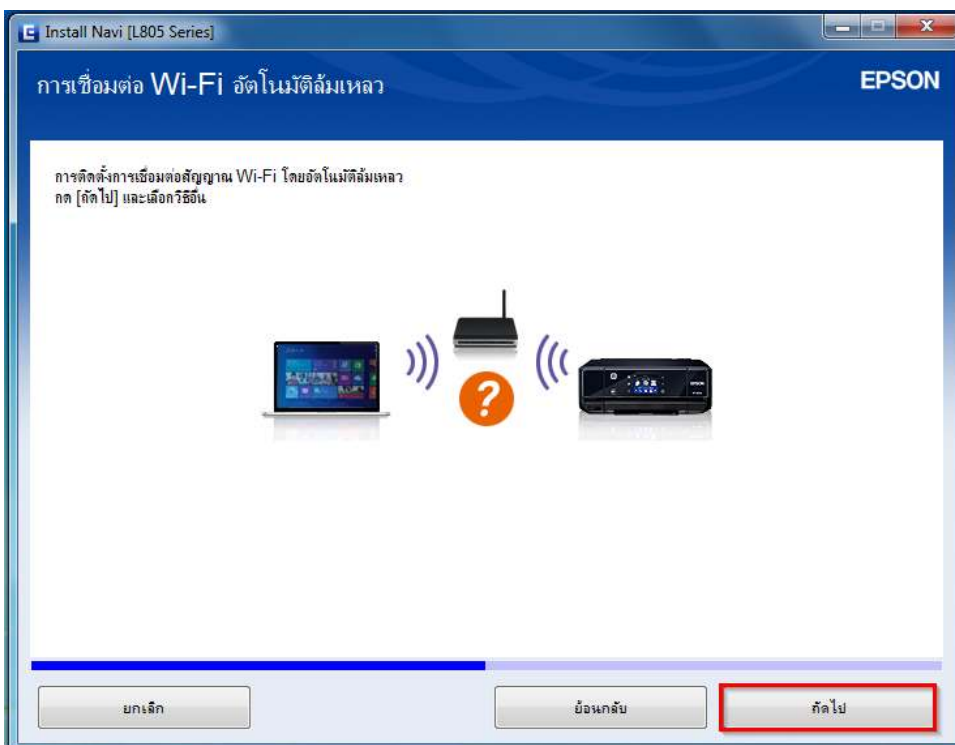 Install Navi [L805 Series]
การเชื่อมต่อ Wi-Fi อัตโนมัติล้มเหลว
EPSON
การติดตั้งการเชื่อมต่อสัญญาณ Wi-Fi โดยอัตโนมัติล้มเหลว
กด [ถัดไป] และเลือกวิธีอื่น
ยกเลิก
ย้อนกลับ
ถัดไป